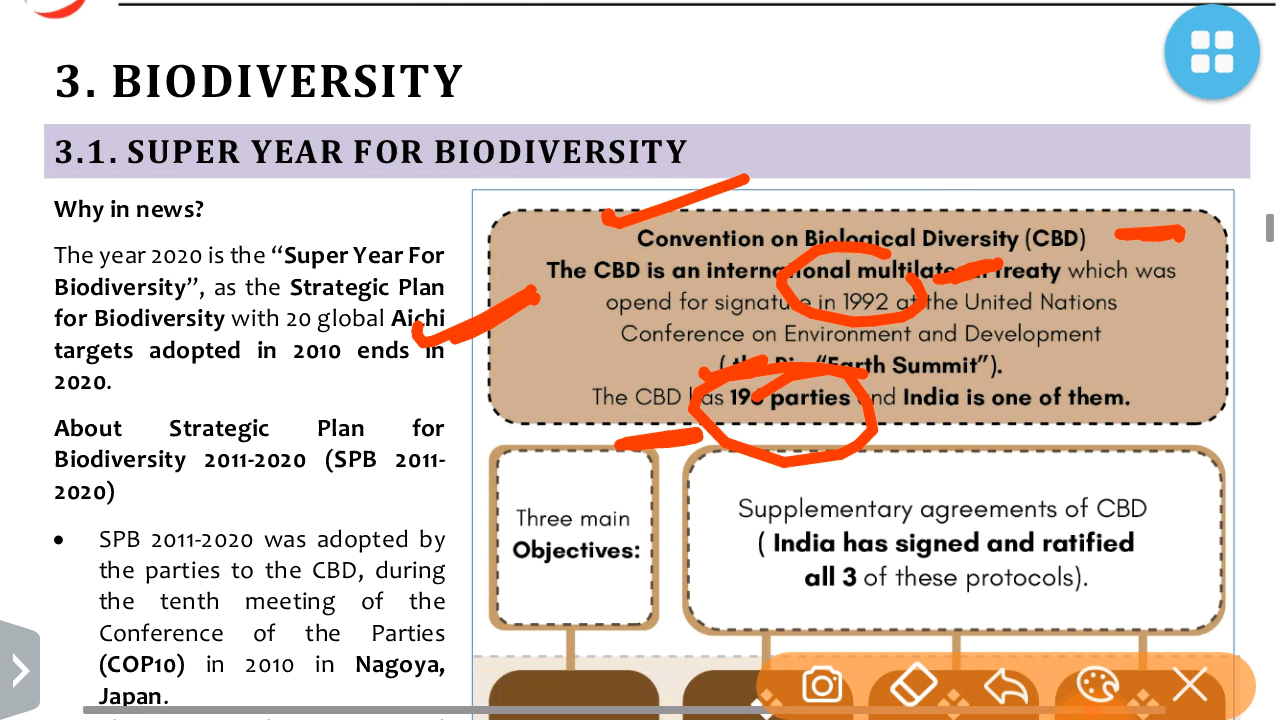 3. BIODIVERSITY
3.1. SUPER YEAR FOR BIODIVERSITY
Why in news?
The year 2020 is the “Super Year For
Biodiversity”, as the Strategic Plan
for Biodiversity with 20 global Aichi
targets adopted in 2010 ends in
2020.
About Strategic Plan for
Biodiversity 2011-2020 (SPB 2011-
2020)
• SPB 2011-2020 was adopted by
the parties to the CBD, during
the tenth meeting of the
Conference of the Parties
(COP10) in 2010 in Nagoya,
Japan.
Convention on Biological Diversity (CBD)
The CBD is an international multilateral treaty which was
opend for signature in 1992 at the United Nations
Conference on Environment and Development
( the Rio “Earth Summit”).
The CBD has 196 parties and India is one of them.
Three main
Objectives:
Supplementary agreements of CBD
( India has signed and ratified
all 3 of these protocols).